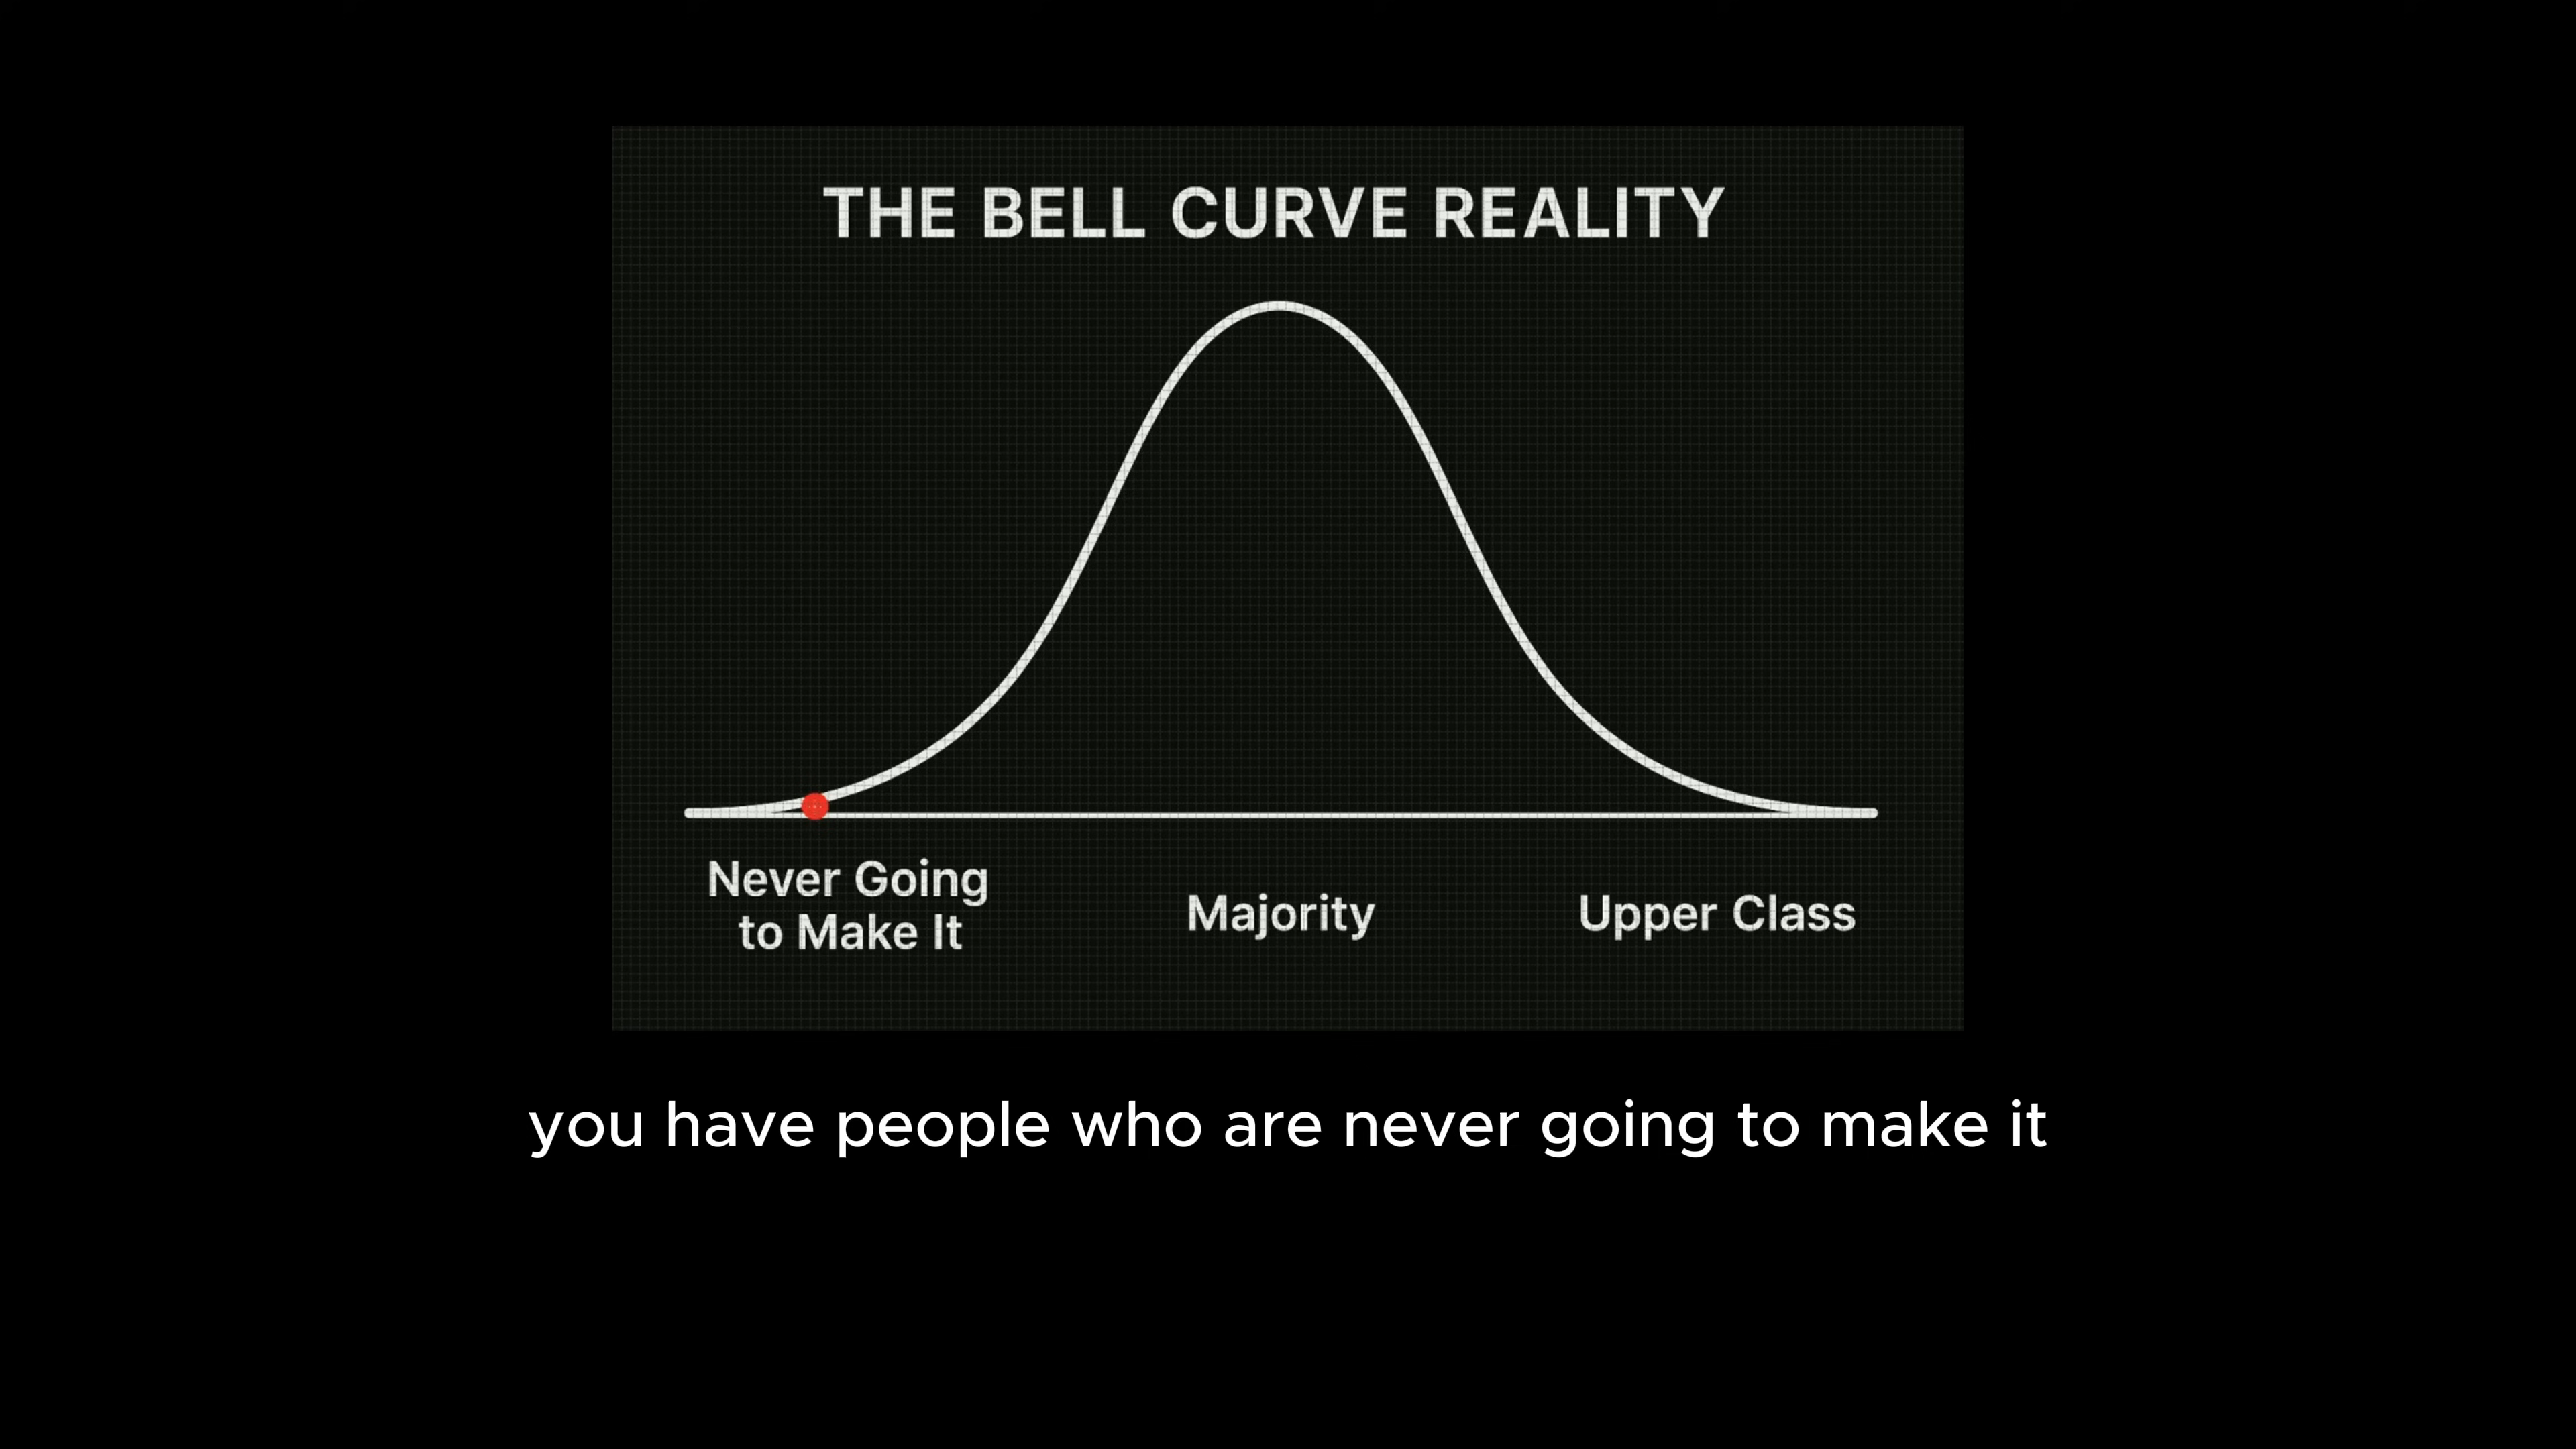 THE BELL CURVE REALITY
Never Going
to Make It
Majority
Upper Class
you have people who are never going to make it